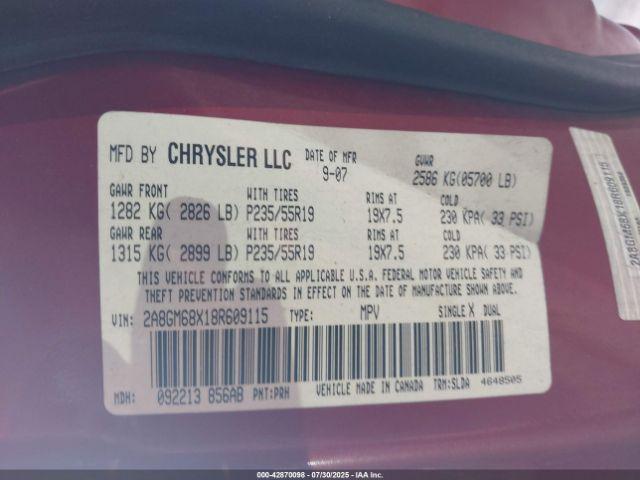 MFD BY CHRYSLER LLC DATE OF MFR 9-07 GVWR 2586 KG(05700 LB)
GAWR FRONT WITH TIRES RIMS AT COLD
1282 KG( 2826 LB) P235/55R19 19X7.5 230 KPA( 33 PSI)
GAWR REAR WITH TIRES RIMS AT COLD
1315 KG( 2899 LB) P235/55R19 19X7.5 230 KPA( 33 PSI)
THIS VEHICLE CONFORMS TO ALL APPLICABLE U.S.A. FEDERAL MOTOR VEHICLE SAFETY AND
THEFT PREVENTION STANDARDS IN EFFECT ON THE DATE OF MANUFACTURE SHOWN ABOVE.
VIN: 2A8GM68X18R609115 TYPE: MPV SINGLE X DUAL
MDH: 092213 856AB PNT:PRH VEHICLE MADE IN CANADA TRM:SLDA 4648505
2A8GM68X18R609115
00-42870098 - 07/30/2025 - IAAI, Inc.